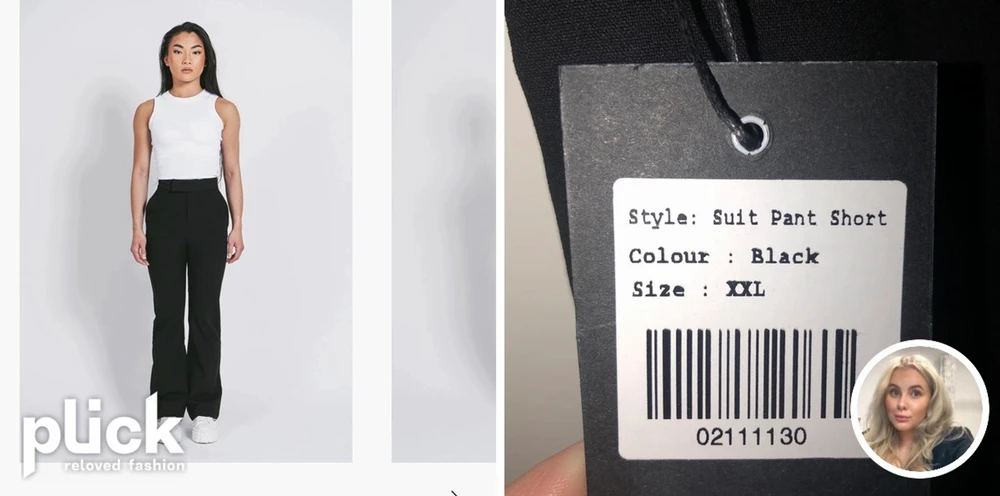 plick
reloved fashion
Style: Suit Pant Short
Colour : Black
Size : XXL
02111130